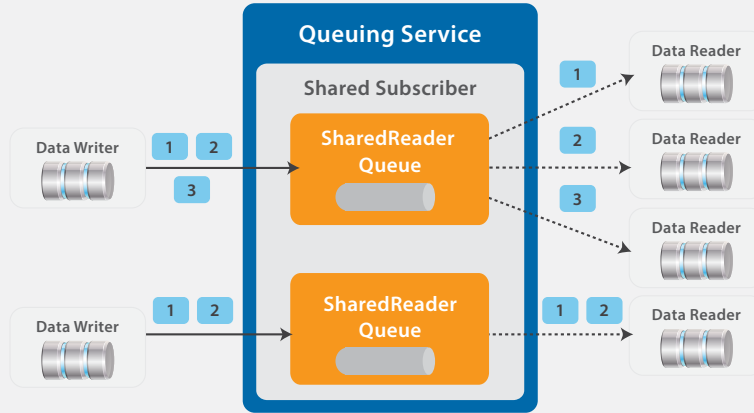 Queuing Service
Shared Subscriber
Data Writer
1 2
3
SharedReader
Queue
1
2
3
Data Reader
Data Reader
Data Reader
Data Writer
1 2
SharedReader
Queue
1 2
Data Reader